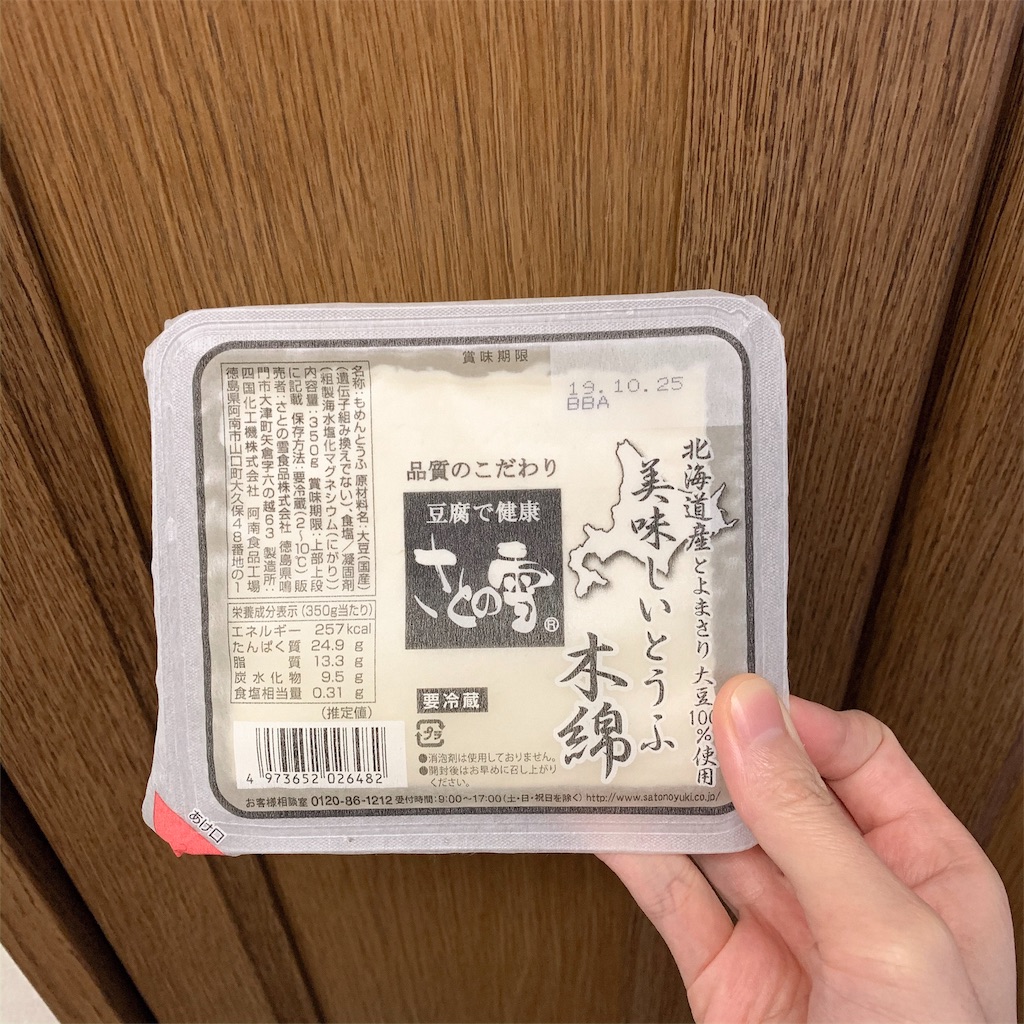 賞味期限
19.10.25
BBA
名称:もめんとうふ 原材料名:大豆(国産)
(遺伝子組み換えでない)、食塩/凝固剤
(粗製海水塩化マグネシウム(にがり))
内容量:350g 賞味期限:上部上段
に記載 保存方法:要冷蔵(2~10℃) 販
売者:さとの雪食品株式会社 徳島県鳴
門市大津町矢倉字六の越63 製造所:
四国化工機株式会社 阿南食品工場
徳島県阿南市山口町大久保48番地の1
栄養成分表示(350g当たり)
エネルギー 257kcal
たんぱく質 24.9 g
脂質 13.3 g
炭水化物 9.5 g
食塩相当量 0.31 g
(推定値)
4 973652 026482
品質のこだわり
豆腐で健康
さとの雪®
要冷蔵
プラ
●消泡剤は使用しておりません。
●開封後はお早めに召し上がり
ください。
北海道産とよまさり 大豆100%使用
美味しいとうふ
木綿
お客様相談室 0120-86-1212 受付時間:9:00~17:00(土・日・祝日を除く) http://www.satonoyuki.co.jp/
あけ口